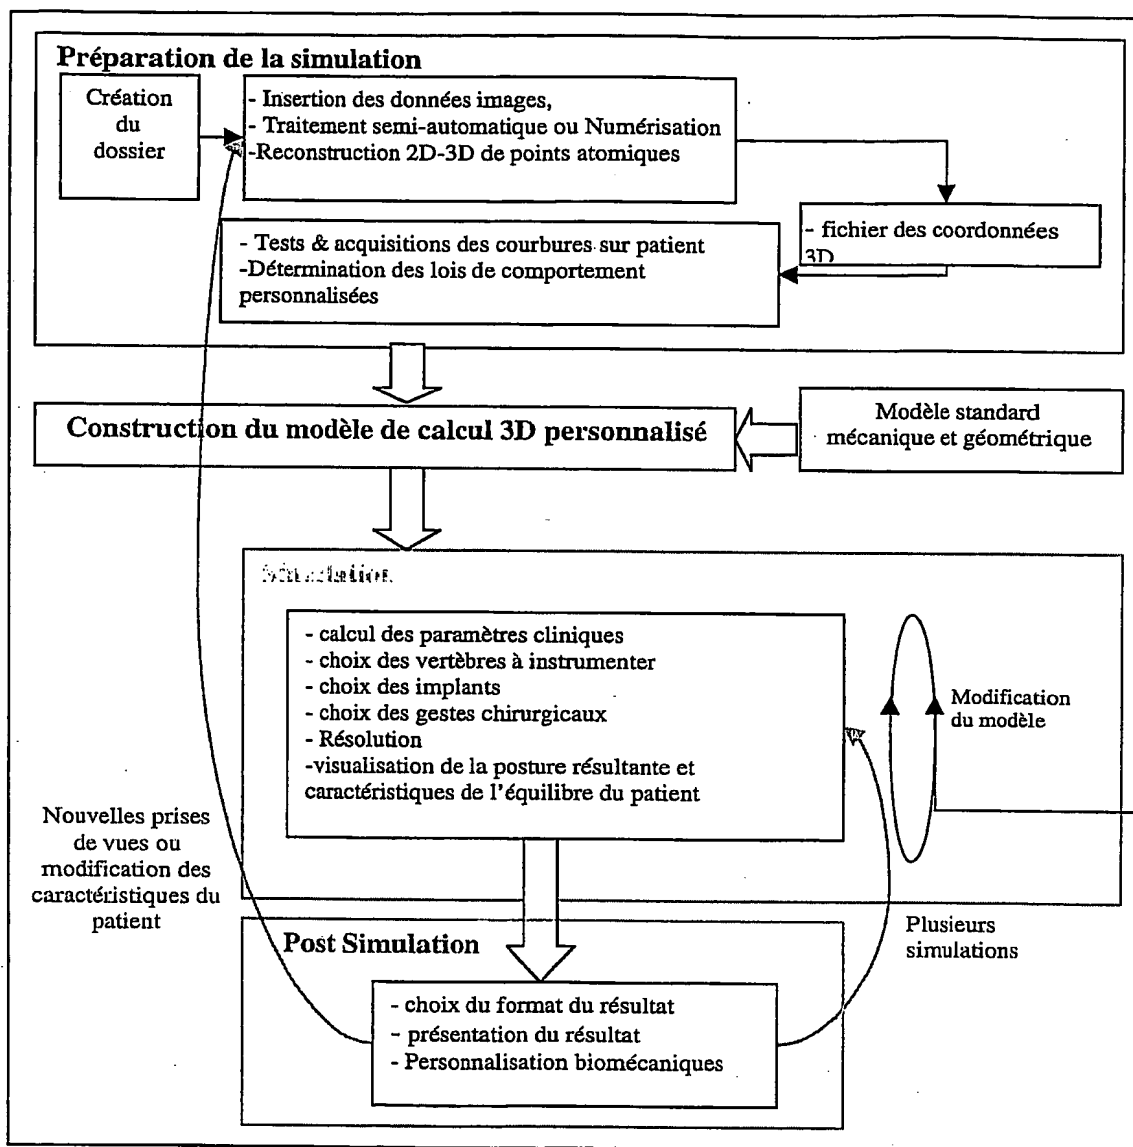 Préparation de la simulation
Création
du
dossier
- Insertion des données images,
- Traitement semi-automatique ou Numérisation
-Reconstruction 2D-3D de points atomiques
- fichier des coordonnées
3D
- Tests & acquisitions des courbures sur patient
-Détermination des lois de comportement
personnalisées
Construction du modèle de calcul 3D personnalisé
Modèle standard
mécanique et géométrique
Simulation
- calcul des paramètres cliniques
- choix des vertèbres à instrumenter
- choix des implants
- choix des gestes chirurgicaux
- Résolution
-visualisation de la posture résultante et
caractéristiques de l'équilibre du patient
Modification
du modèle
Nouvelles prises
de vues ou
modification des
caractéristiques du
patient
Plusieurs
simulations
Post Simulation
- choix du format du résultat
- présentation du résultat
- Personnalisation biomécaniques